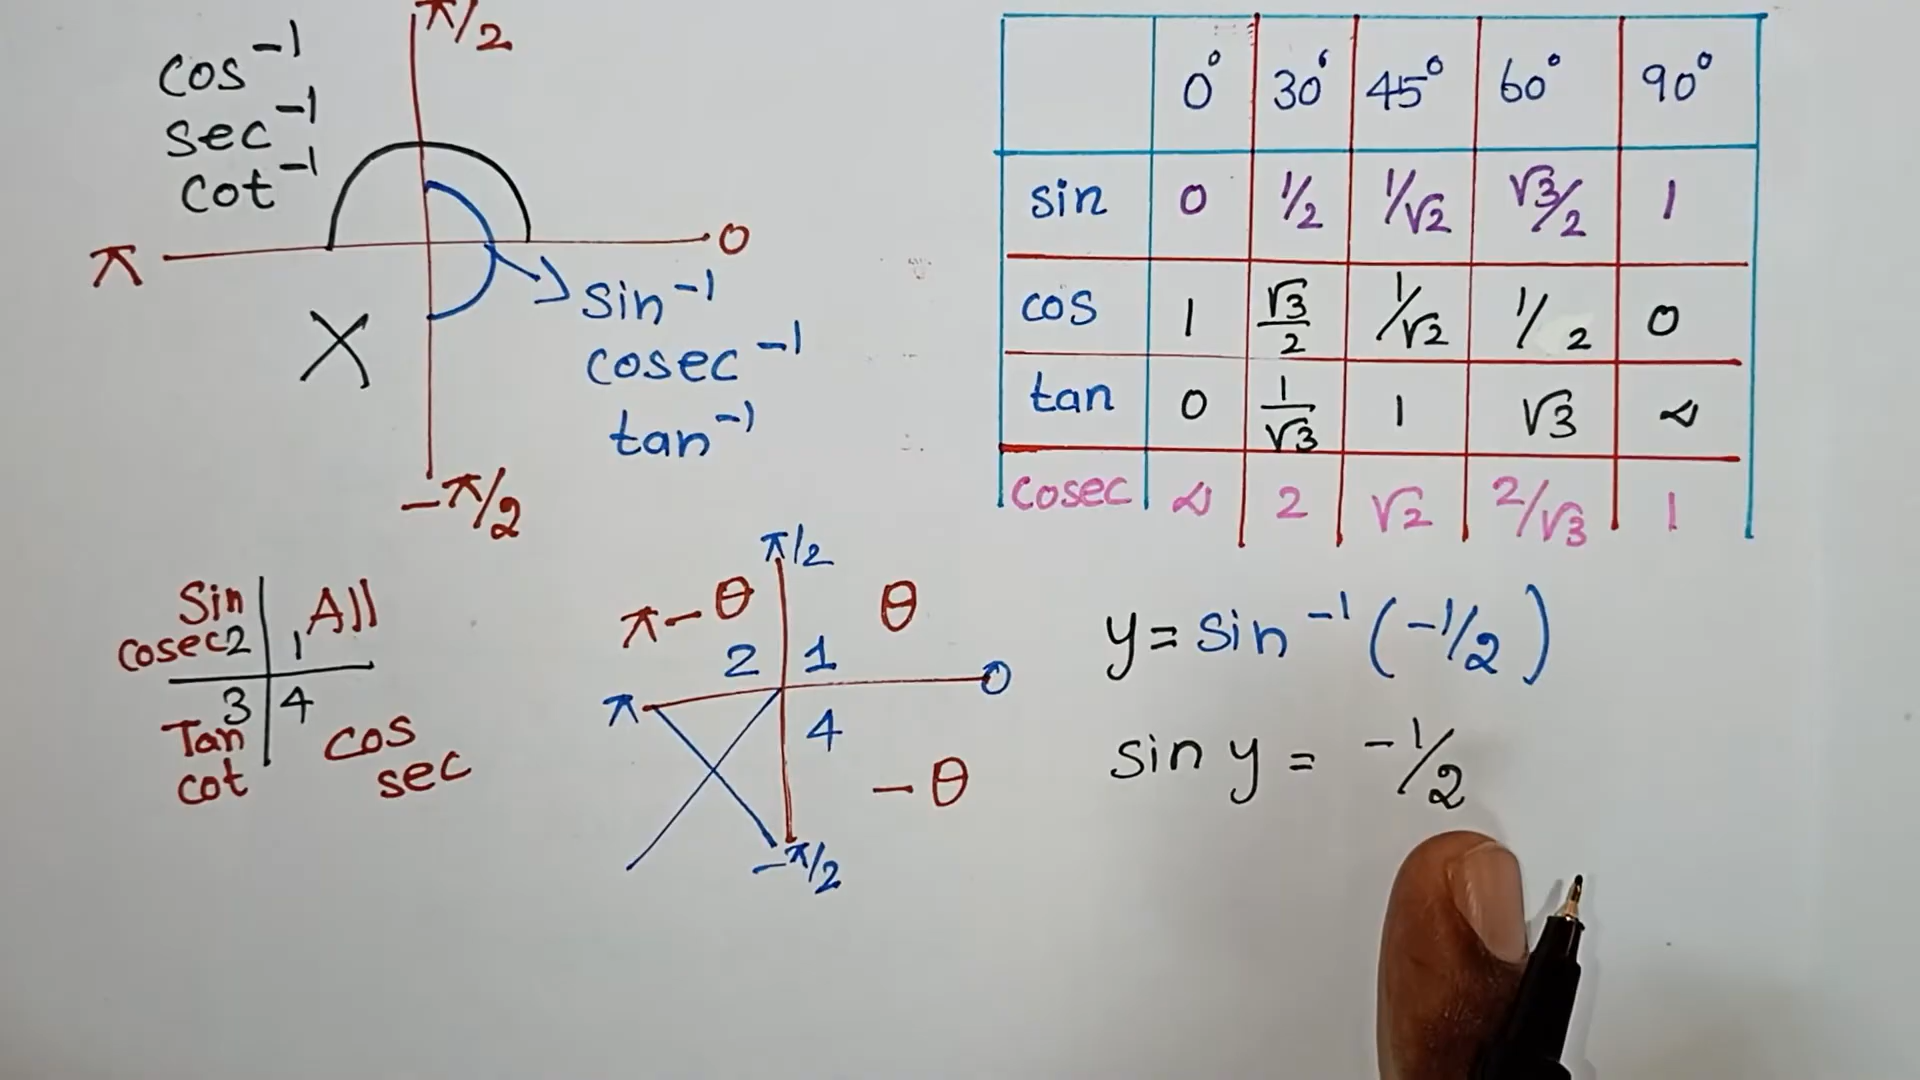 π/2
cos⁻¹
sec⁻¹
cot⁻¹
π
0
X
sin⁻¹
cosec⁻¹
tan⁻¹
-π/2
0° 30° 45° 60° 90°
sin 0 1/2 1/√2 √3/2 1
cos 1 √3/2 1/√2 1/2 0
tan 0 1/√3 1 √3 ∝
cosec ∝ 2 √2 2/√3 1
Sin All
cosec 2 1
3 4
Tan cos
cot sec
π/2
π-θ θ
2 1
π 0
4
-θ
-π/2
y = sin⁻¹(-1/2)
sin y = -1/2